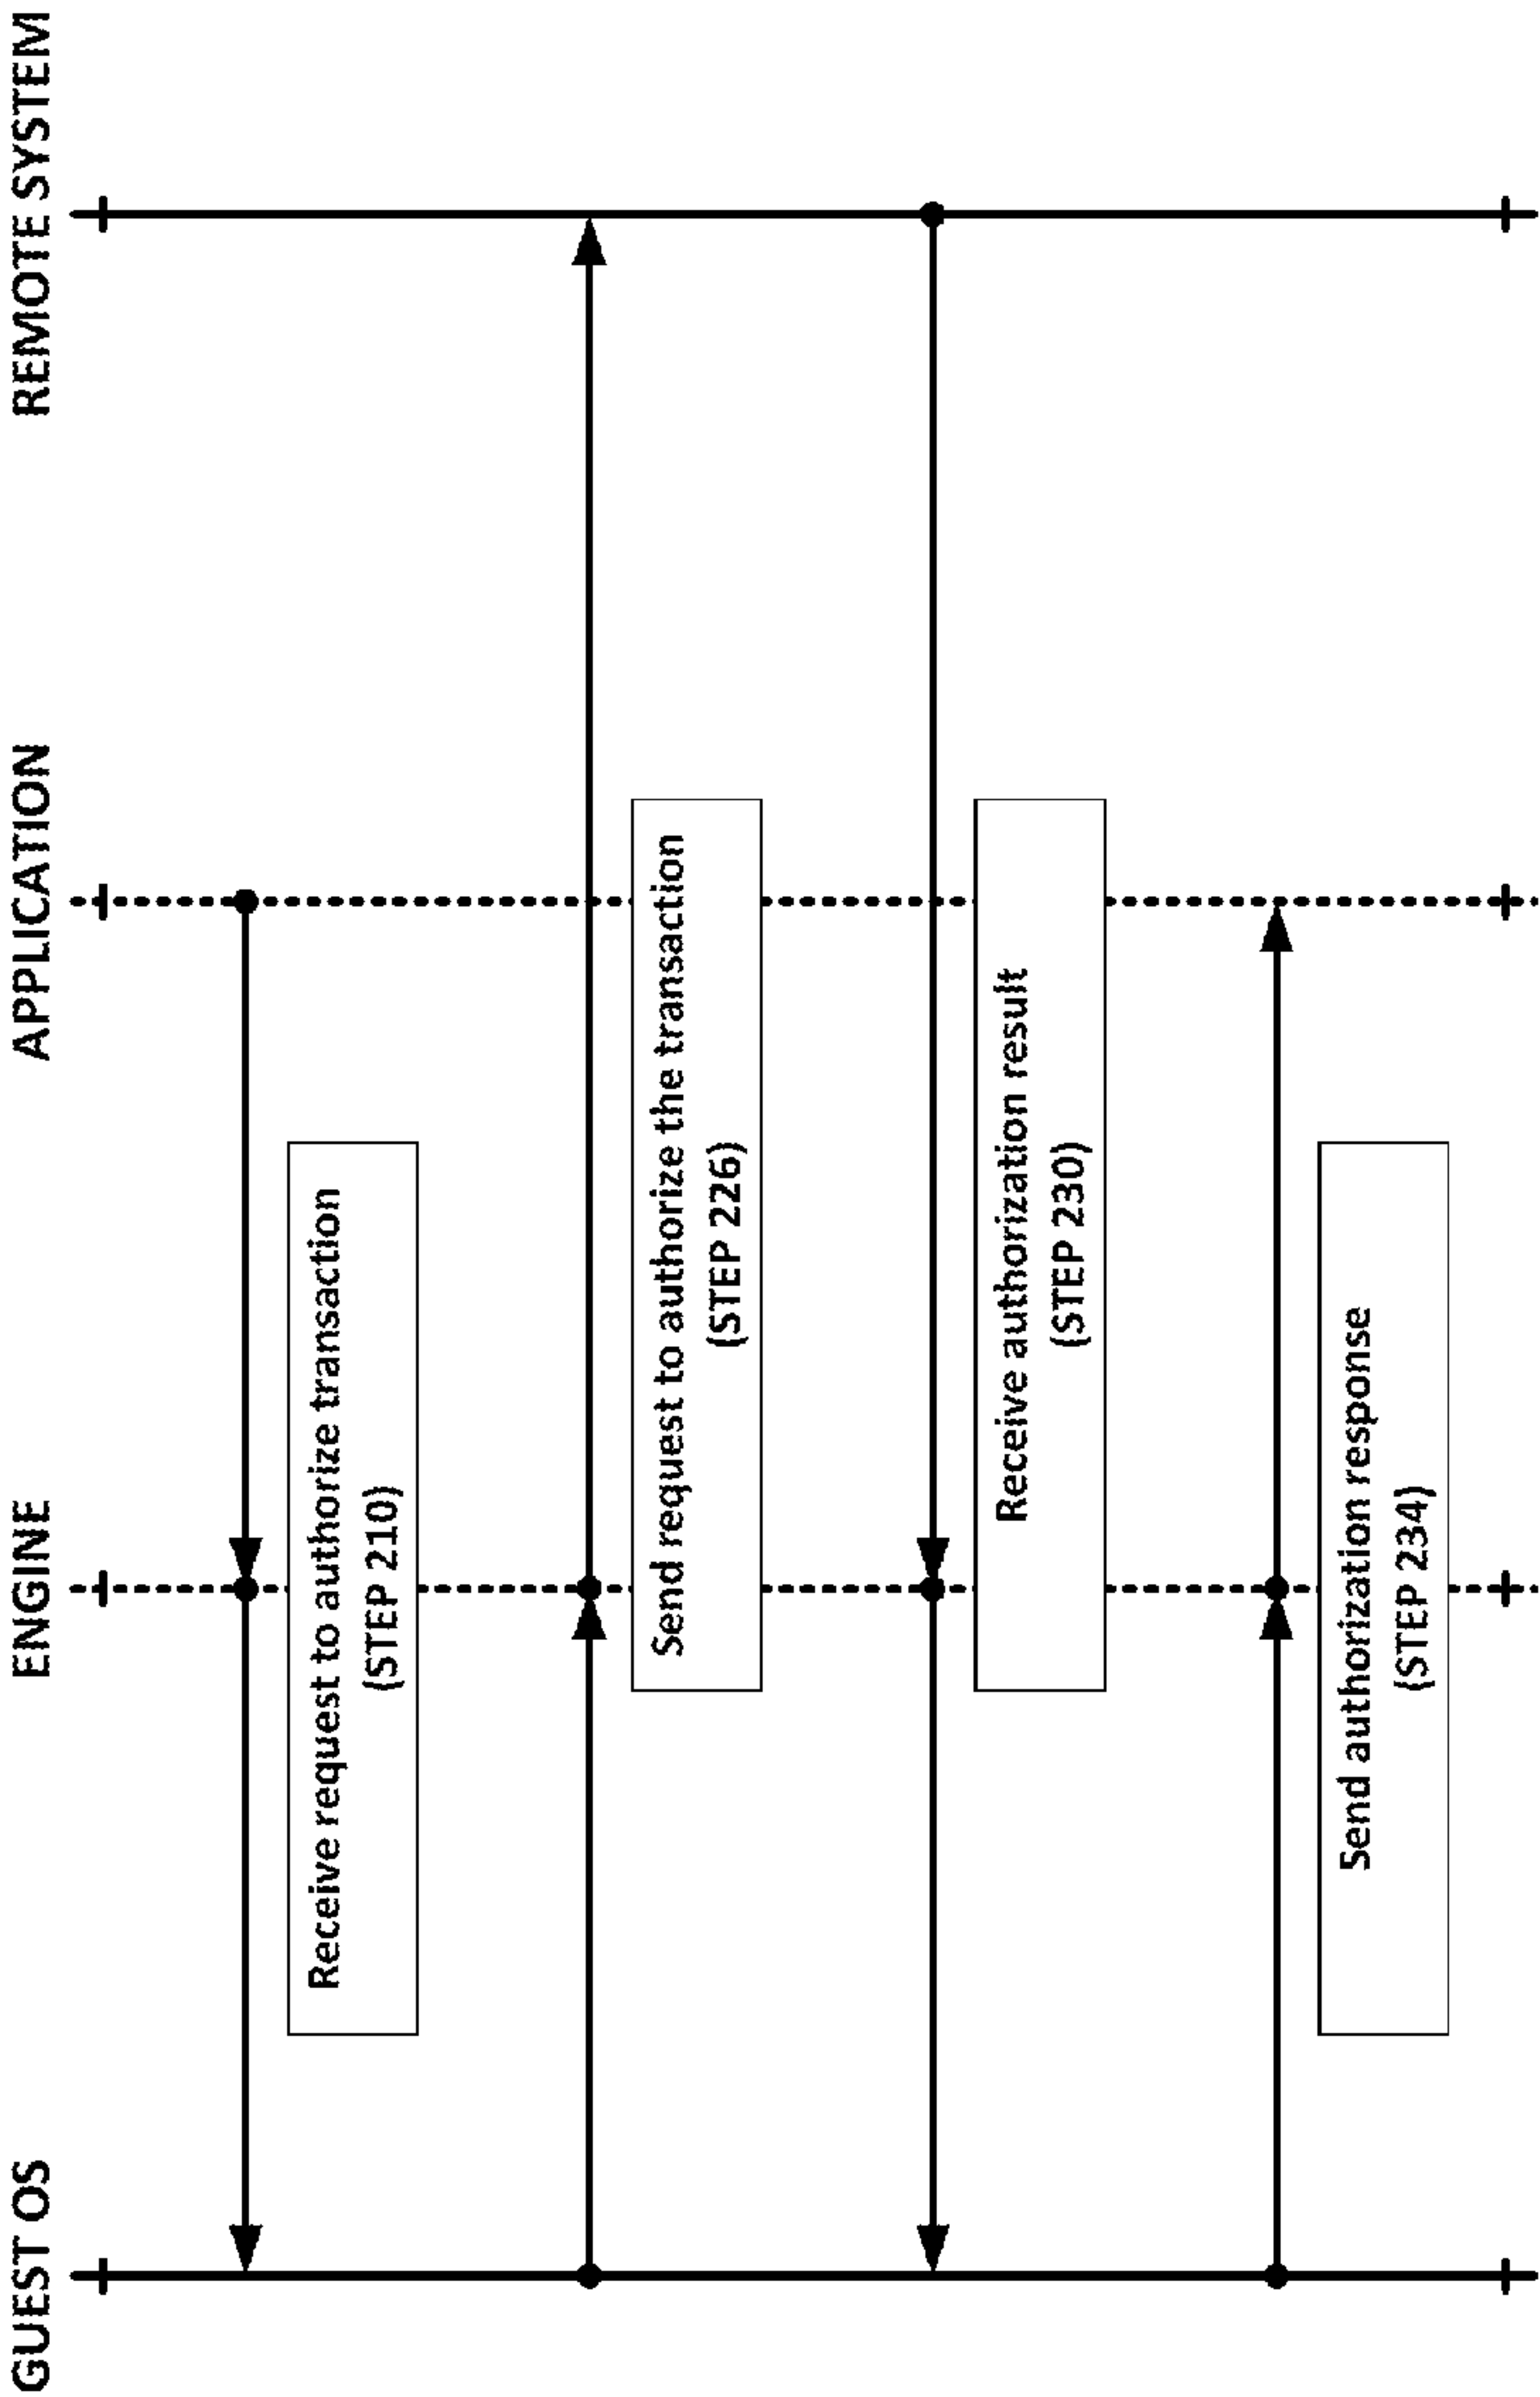 GUEST OS
ENGINE
APPLICATION
REMOTE SYSTEM
Receive request to authorize transaction
(STEP 210)
Send request to authorize the transaction
(STEP 226)
Receive authorization result
(STEP 230)
Send authorization response
(STEP 234)